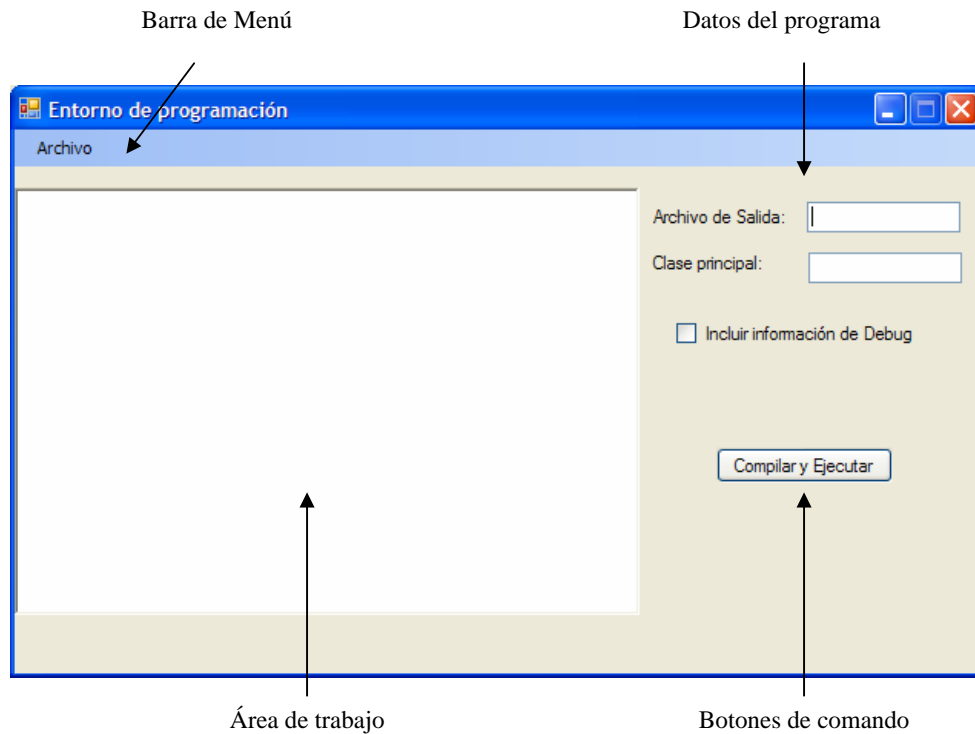 Barra de Menú
Datos del programa
Entorno de programación
Archivo
Archivo de Salida:
Clase principal:
Incluir información de Debug
Compilar y Ejecutar
Área de trabajo
Botones de comando